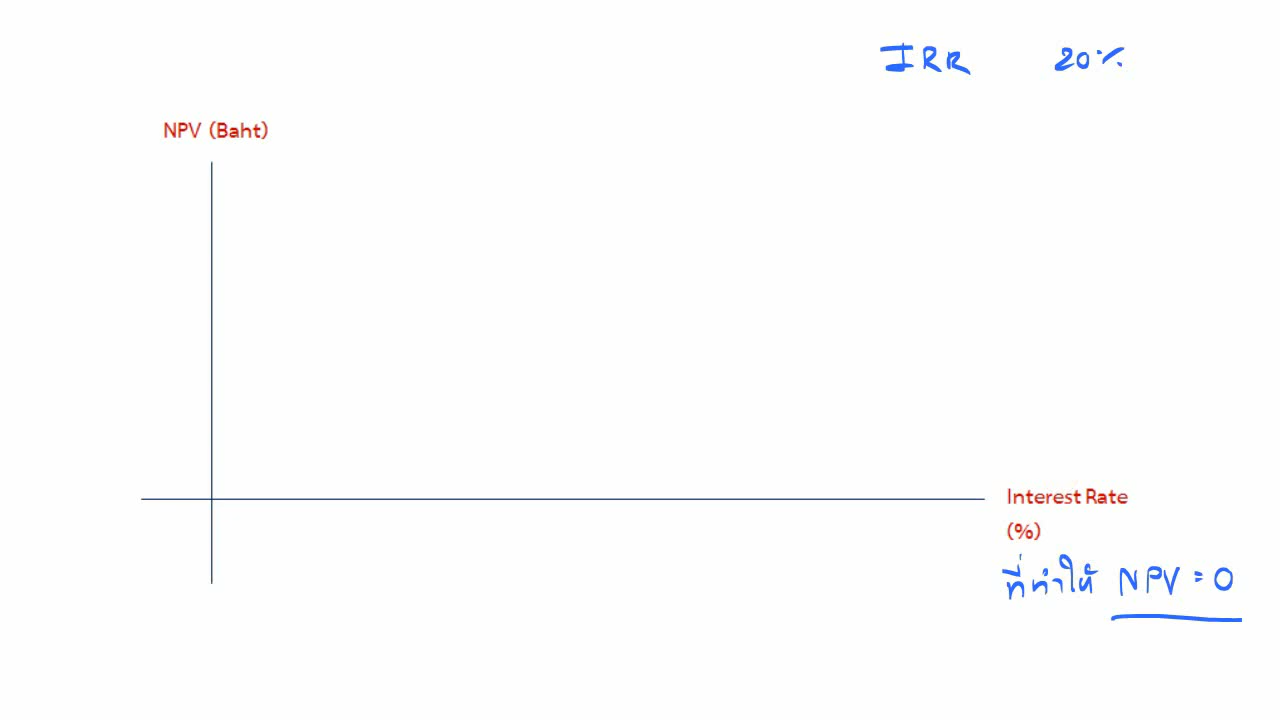 IRR 20%
NPV (Baht)
Interest Rate
(%)
ที่ทำให้ NPV = 0